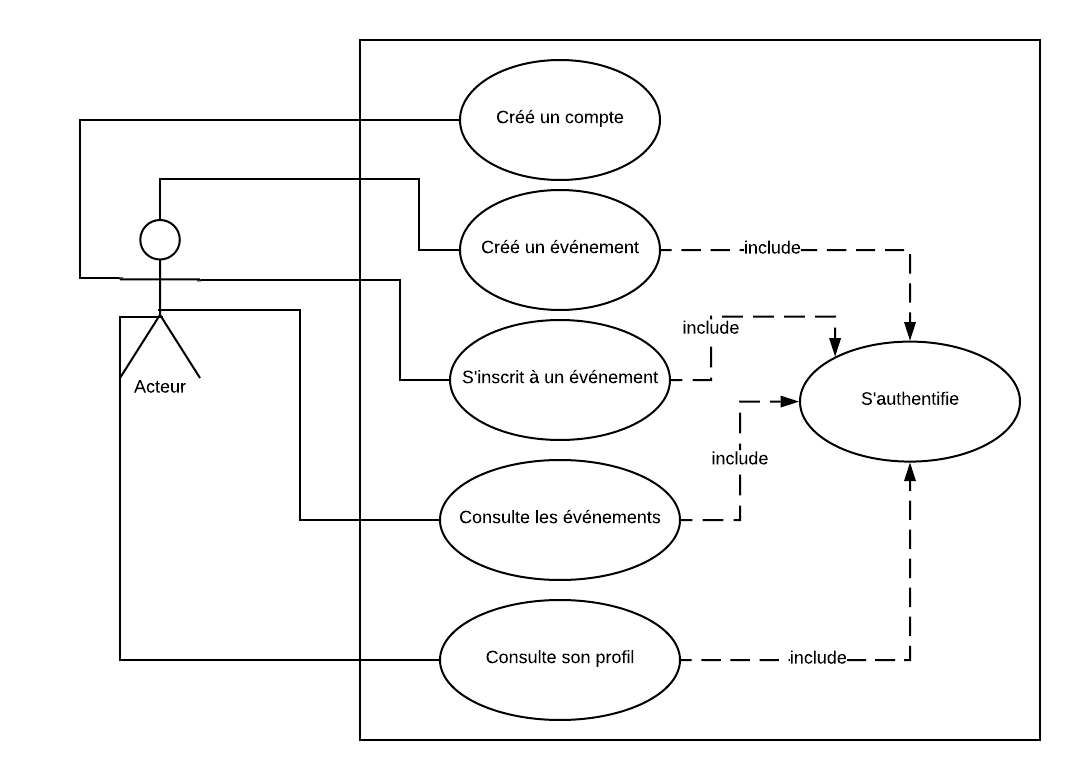 Créé un compte
Créé un événement
include
include
S'inscrit à un événement
Acteur
S'authentifie
include
Consulte les événements
Consulte son profil
include